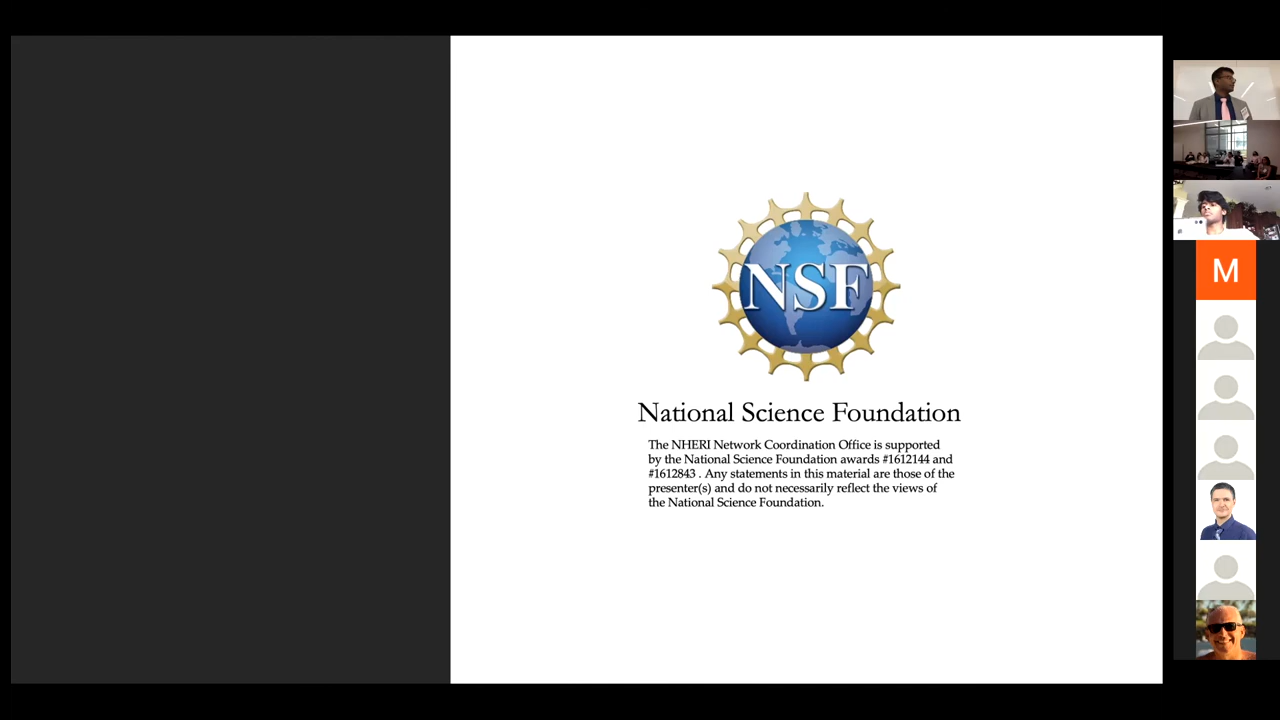 NSF
National Science Foundation
The NHERI Network Coordination Office is supported
by the National Science Foundation awards #1612144 and
#1612843 . Any statements in this material are those of the
presenter(s) and do not necessarily reflect the views of
the National Science Foundation.
M